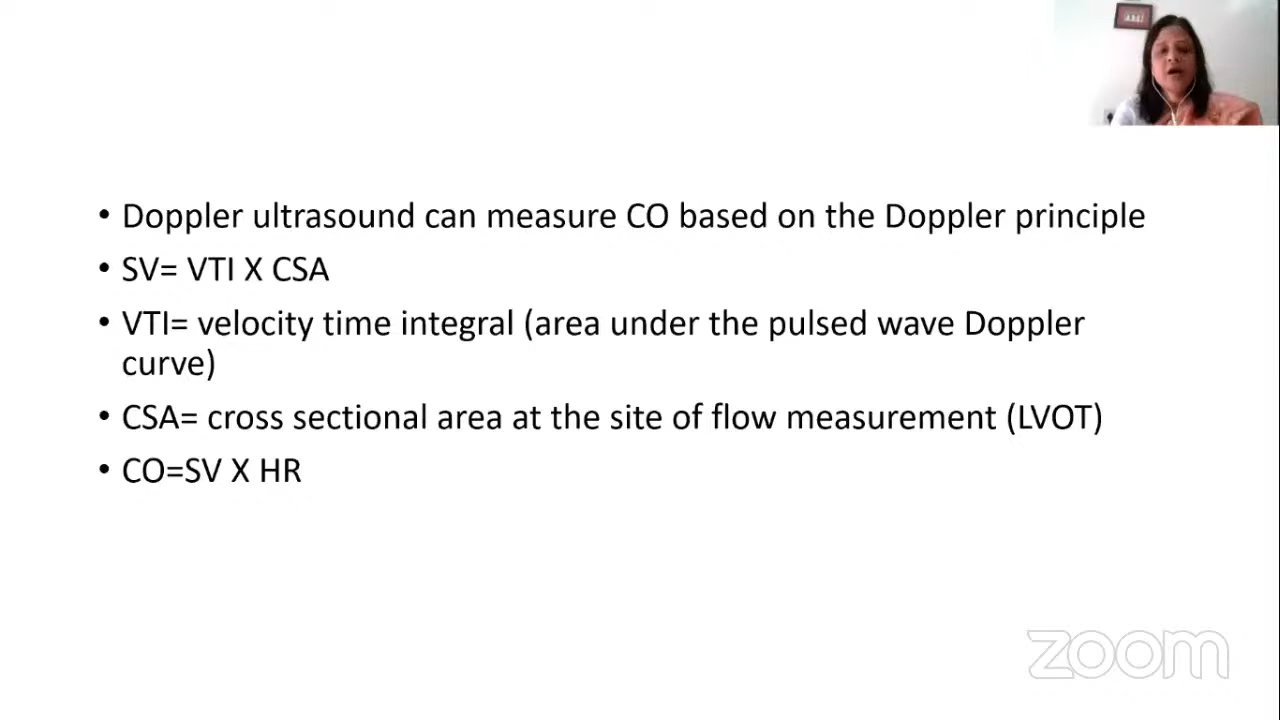 • Doppler ultrasound can measure CO based on the Doppler principle
• SV= VTI X CSA
• VTI= velocity time integral (area under the pulsed wave Doppler
curve)
• CSA= cross sectional area at the site of flow measurement (LVOT)
• CO=SV X HR
zoom